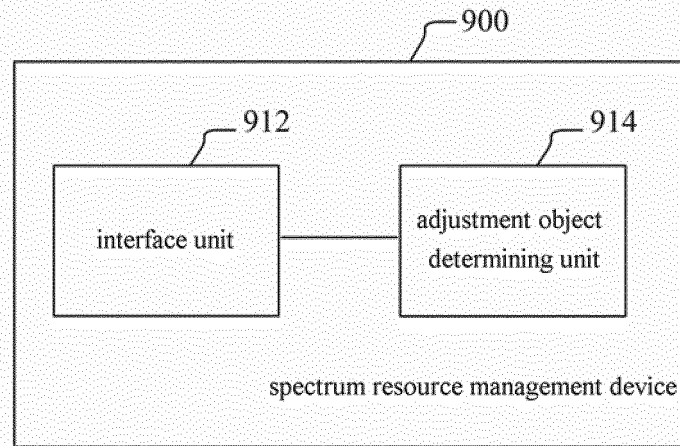 900
912
914
interface unit
adjustment object
determining unit
spectrum resource management device